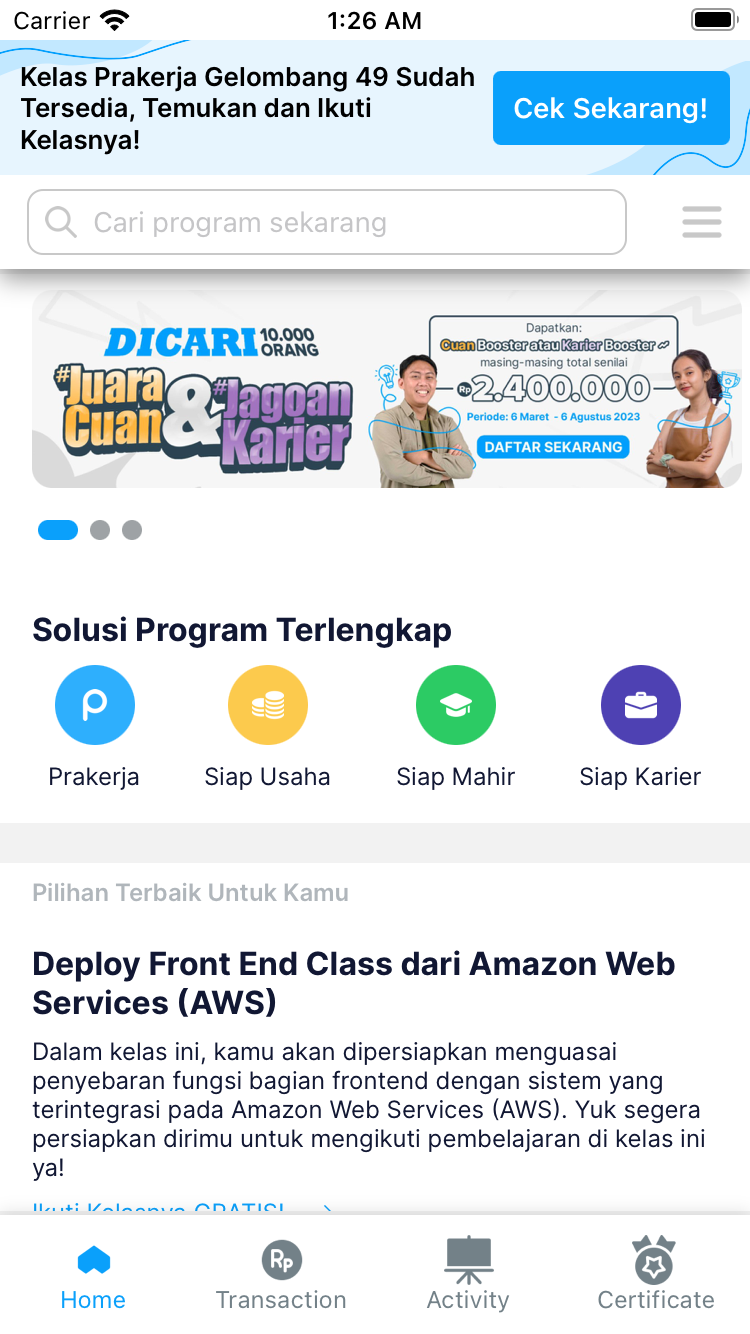 Carrier
1:26 AM
Kelas Prakerja Gelombang 49 Sudah
Tersedia, Temukan dan Ikuti
Kelasnya!
Cek Sekarang!
Cari program sekarang
DICARI 10.000 ORANG
#Juara Cuan & #Jagoan Karier
Dapatkan:
Cuan Booster atau Karier Booster
masing-masing total senilai
Rp 2.400.000
Periode: 6 Maret - 6 Agustus 2023
DAFTAR SEKARANG
Solusi Program Terlengkap
Prakerja
Siap Usaha
Siap Mahir
Siap Karier
Pilihan Terbaik Untuk Kamu
Deploy Front End Class dari Amazon Web
Services (AWS)
Dalam kelas ini, kamu akan dipersiapkan menguasai
penyebaran fungsi bagian frontend dengan sistem yang
terintegrasi pada Amazon Web Services (AWS). Yuk segera
persiapkan dirimu untuk mengikuti pembelajaran di kelas ini
ya!
Ikuti Kelasnya GRATIS!
Rp
Home
Transaction
Activity
Certificate